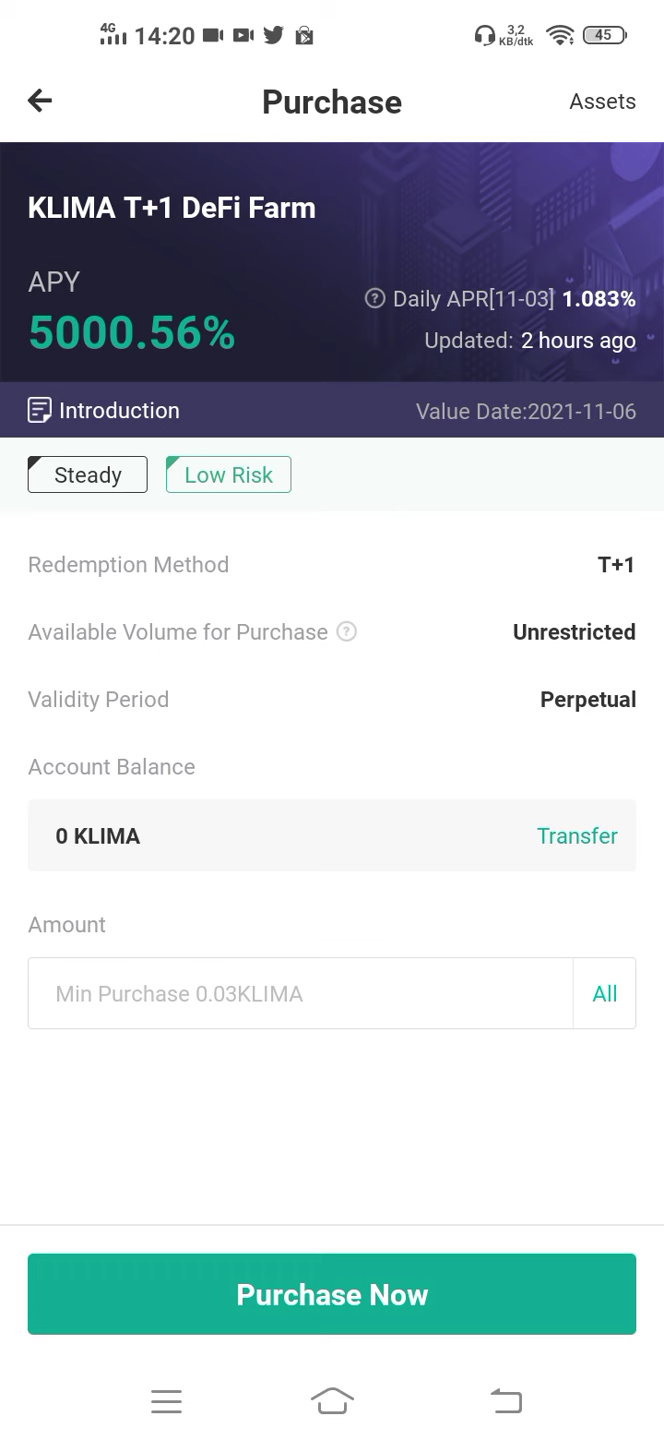 4G 14:20 3,2 KB/dtk 45
Purchase Assets
KLIMA T+1 DeFi Farm
APY
5000.56%
? Daily APR[11-03] 1.083%
Updated: 2 hours ago
Introduction Value Date:2021-11-06
Steady Low Risk
Redemption Method T+1
Available Volume for Purchase ? Unrestricted
Validity Period Perpetual
Account Balance
0 KLIMA Transfer
Amount
Min Purchase 0.03KLIMA All
Purchase Now